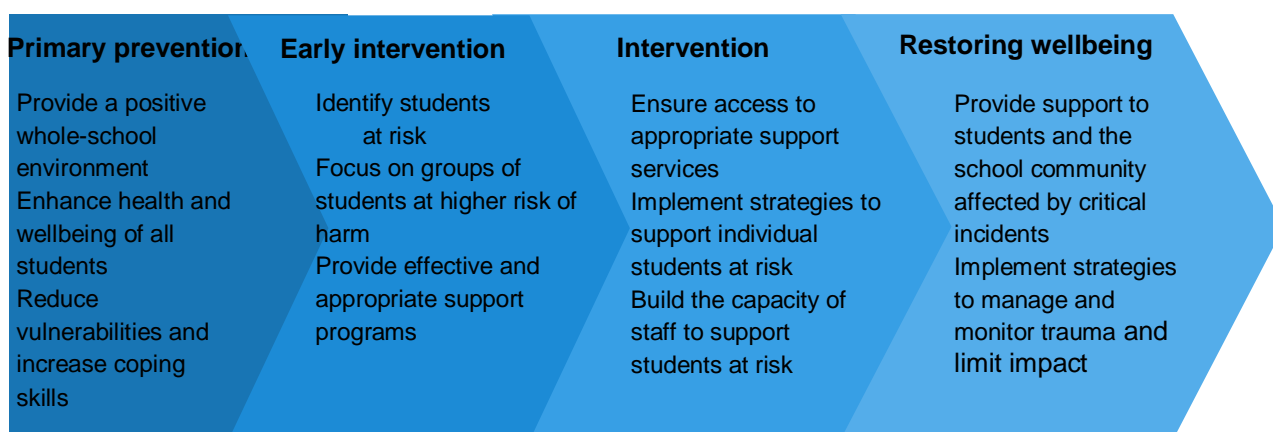 Primary prevention
Provide a positive
whole-school
environment
Enhance health and
wellbeing of all
students
Reduce
vulnerabilities and
increase coping
skills
Early intervention
Identify students
at risk
Focus on groups of
students at higher risk of
harm
Provide effective and
appropriate support
programs
Intervention
Ensure access to
appropriate support
services
Implement strategies to
support individual
students at risk
Build the capacity of
staff to support
students at risk
Restoring wellbeing
Provide support to
students and the
school community
affected by critical
incidents
Implement strategies
to manage and
monitor trauma and
limit impact